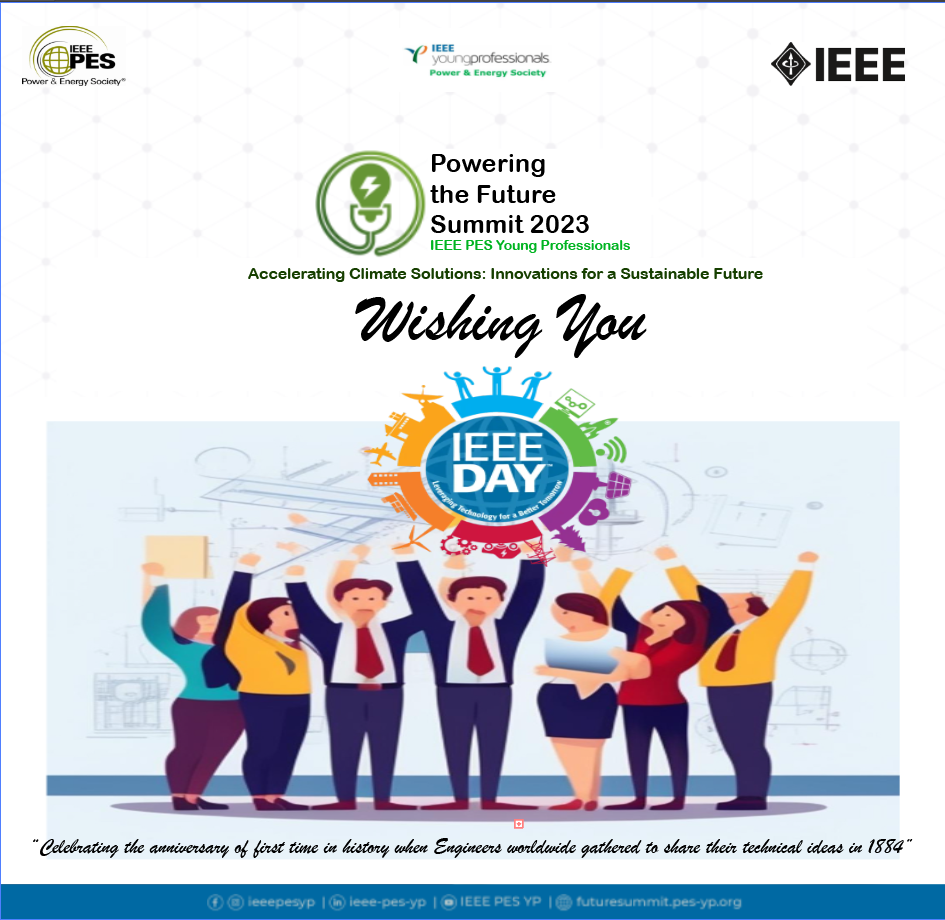 IEEE
PES
Power & Energy Society®
IEEE
youngprofessionals
Power & Energy Society
IEEE
Powering
the Future
Summit 2023
IEEE PES Young Professionals
Accelerating Climate Solutions: Innovations for a Sustainable Future
Wishing You
IEEE
DAY™
Leveraging Technology for a Better Tomorrow
“Celebrating the anniversary of first time in history when Engineers worldwide gathered to share their technical ideas in 1884”
ieeepesyp | ieee-pes-yp | IEEE PES YP | futuresummit.pes-yp.org